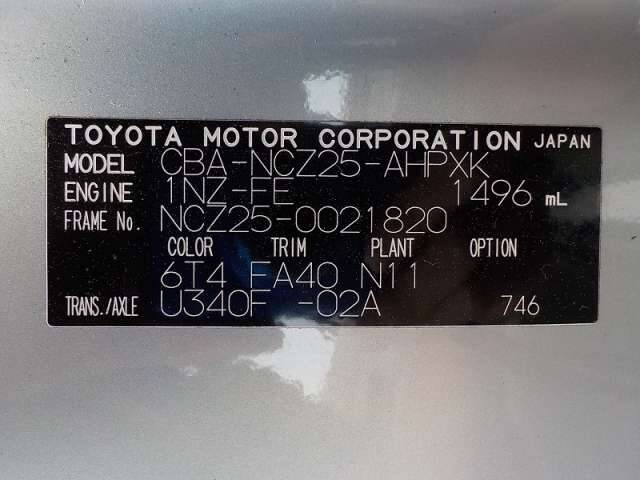 TOYOTA MOTOR CORPORATION JAPAN
MODEL CBA-NCZ25-AHPXK
ENGINE 1NZ-FE 1496 mL
FRAME No. NCZ25-0021820
COLOR TRIM PLANT OPTION
6T4 EA40 N11
TRANS./AXLE U340F -02A 746